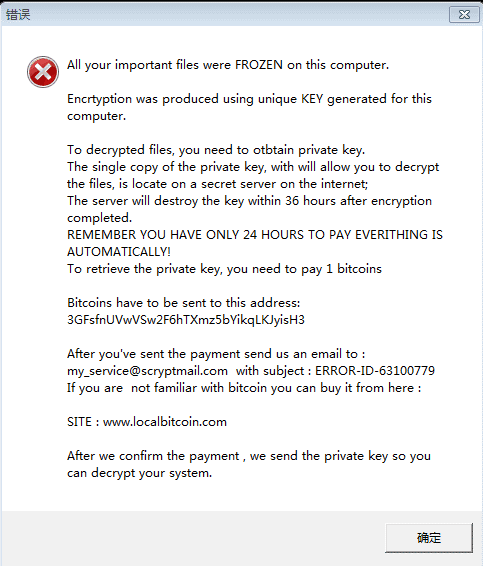 错误
All your important files were FROZEN on this computer.
Encrtyption was produced using unique KEY generated for this
computer.
To decrypted files, you need to otbtain private key.
The single copy of the private key, with will allow you to decrypt
the files, is locate on a secret server on the internet;
The server will destroy the key within 36 hours after encryption
completed.
REMEMBER YOU HAVE ONLY 24 HOURS TO PAY EVERITHING IS
AUTOMATICALLY!
To retrieve the private key, you need to pay 1 bitcoins
Bitcoins have to be sent to this address:
3GFsfnUVwVSw2F6hTXmz5bYikqLKJyisH3
After you've sent the payment send us an email to :
my_service@scryptmail.com  with subject : ERROR-ID-63100779
If you are  not familiar with bitcoin you can buy it from here :
SITE : www.localbitcoin.com
After we confirm the payment , we send the private key so you
can decrypt your system.
确定